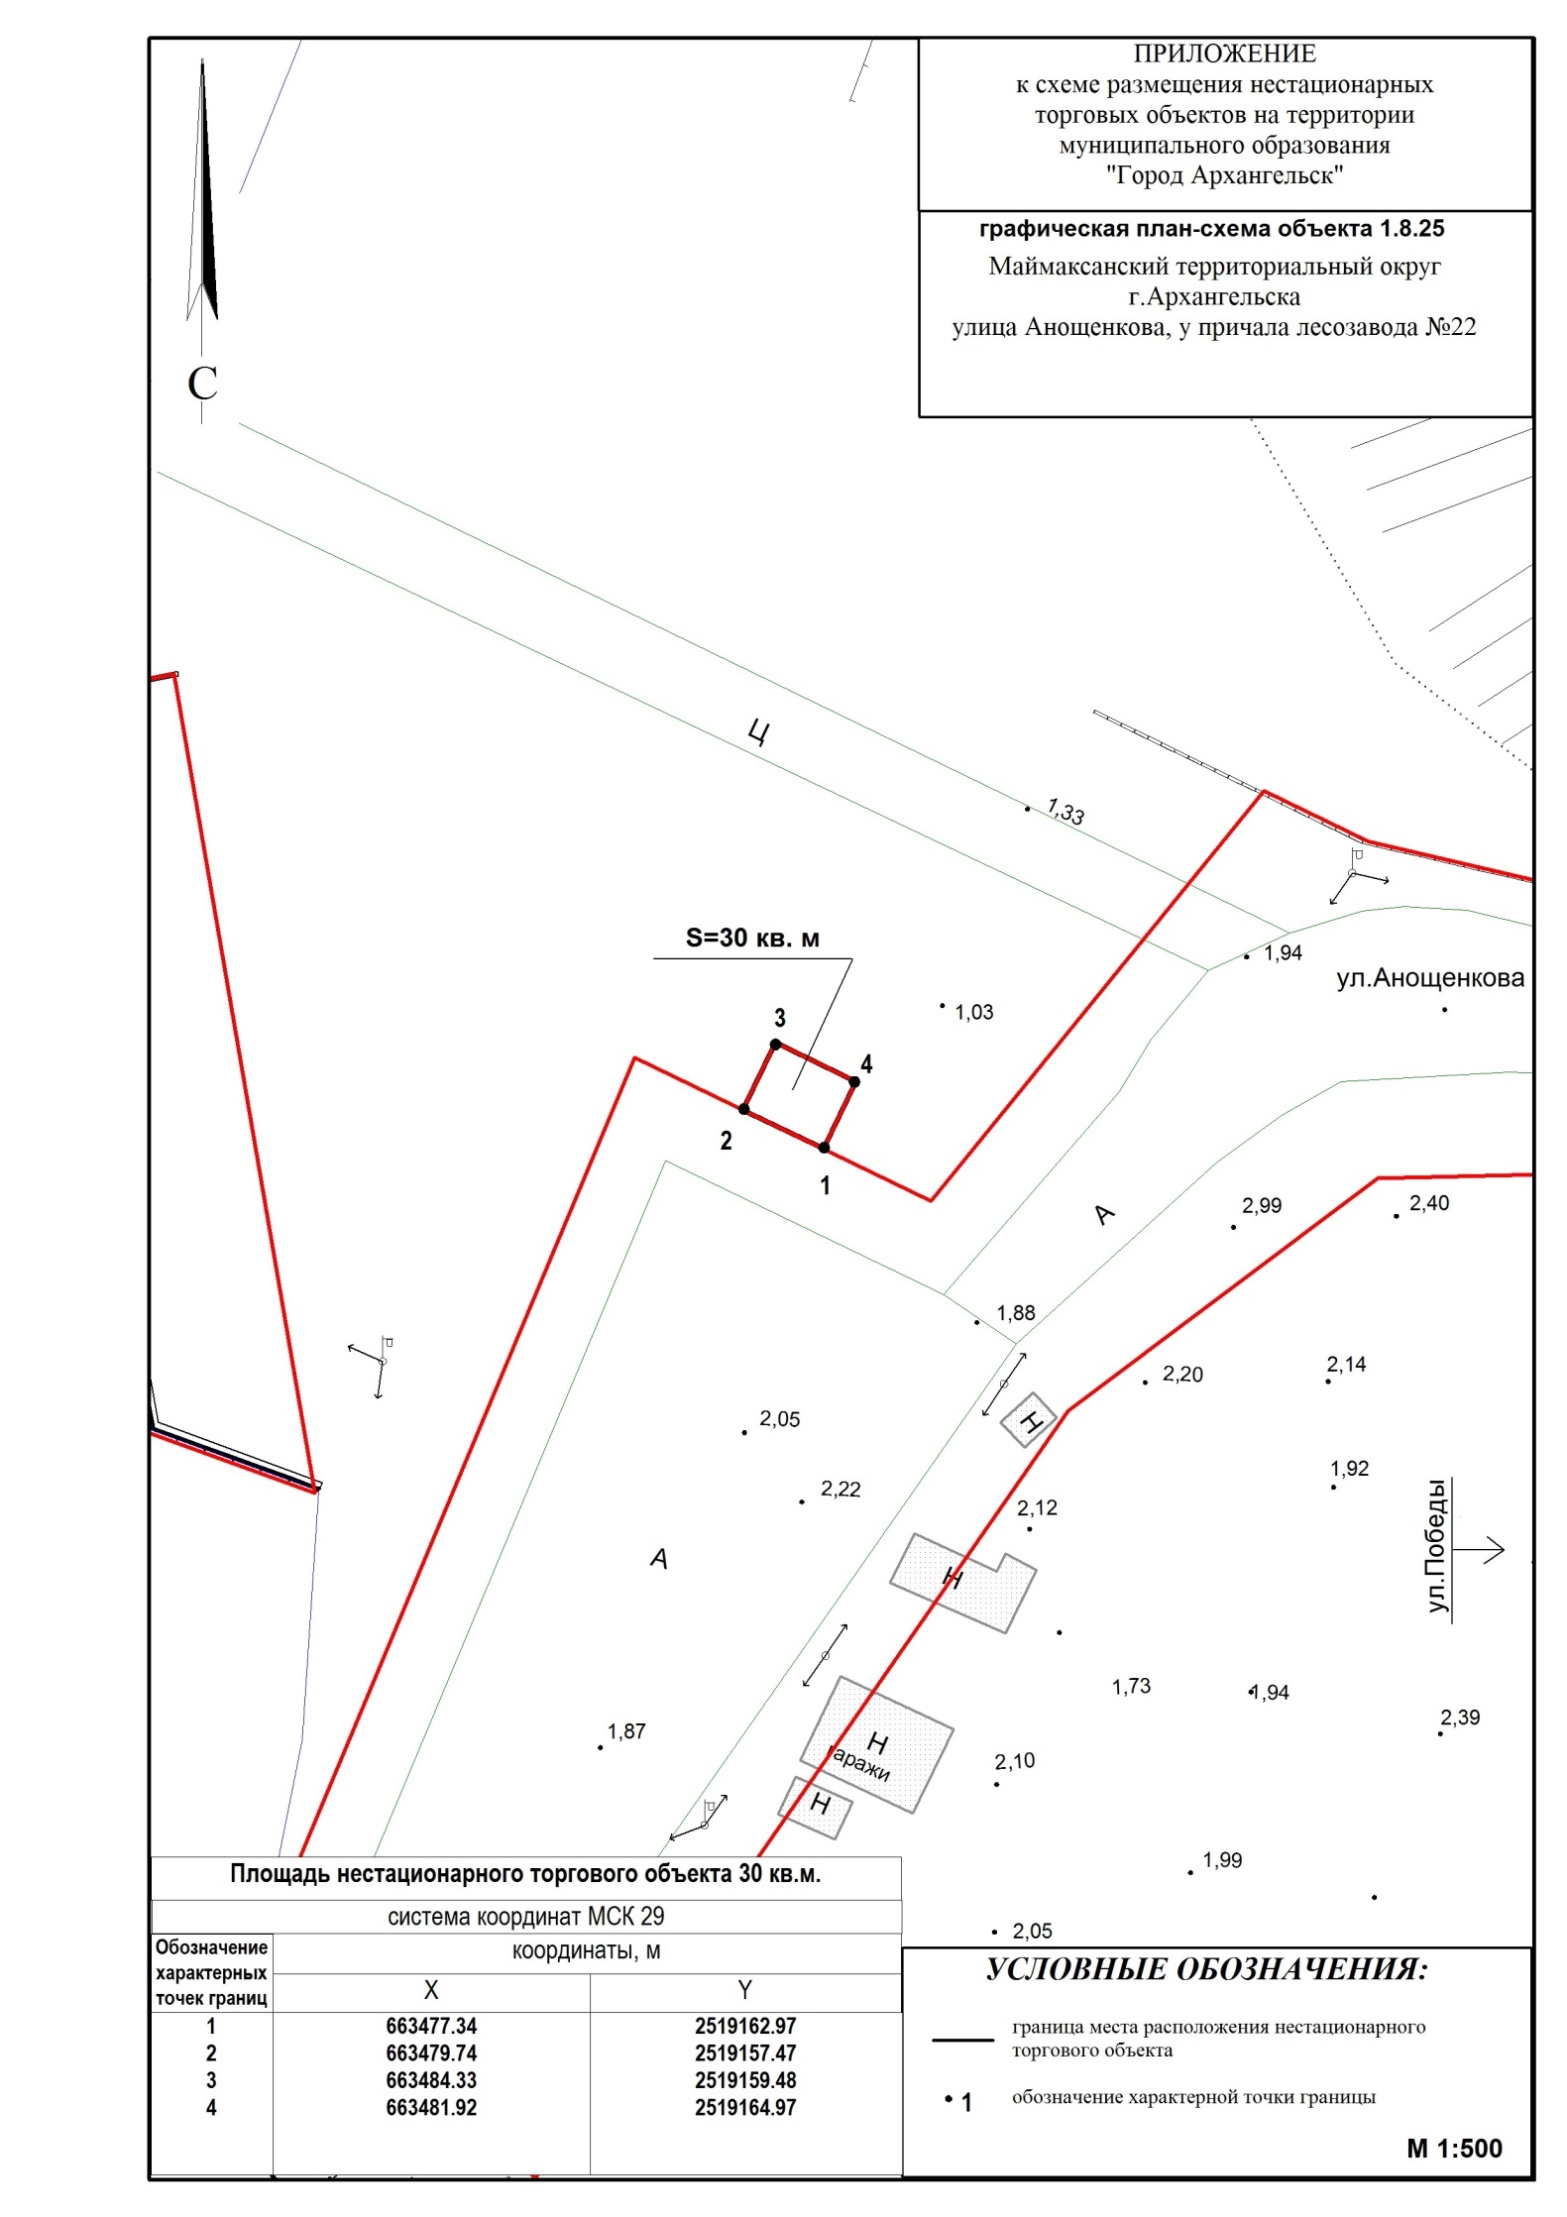 ПРИЛОЖЕНИЕ
к схеме размещения нестационарных
торговых объектов на территории
муниципального образования
"Город Архангельск"
графическая план-схема объекта 1.8.25
Маймаксанский территориальный округ
г.Архангельска
улица Анощенкова, у причала лесозавода №22
С
Ц
1,33
S=30 кв. м
1,94
ул.Анощенкова
1,03
3
4
2
1
А
2,99
2,40
1,88
2,20
2,14
2,05
Н
2,22
1,92
2,12
ул.Победы
А
Н
1,73
1,94
1,87
2,39
Н
гаражи
2,10
Н
1,99
2,05
Площадь нестационарного торгового объекта 30 кв.м.
система координат МСК 29
Обозначение
характерных
точек границ
координаты, м
X Y
1 663477.34 2519162.97
2 663479.74 2519157.47
3 663484.33 2519159.48
4 663481.92 2519164.97
УСЛОВНЫЕ ОБОЗНАЧЕНИЯ:
граница места расположения нестационарного
торгового объекта
1 обозначение характерной точки границы
М 1:500